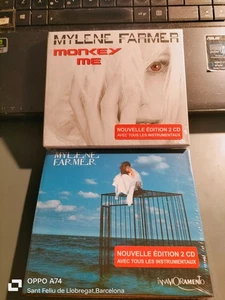 MYLENE FARMER
MONKEY
ME
NOUVELLE ÉDITION 2 CD
AVEC TOUS LES INSTRUMENTAUX
MYLENE
FARMER
NOUVELLE ÉDITION 2 CD
AVEC TOUS LES INSTRUMENTAUX
INNAMORAMENTO
OPPO A74
Sant Feliu de Llobregat,Barcelona